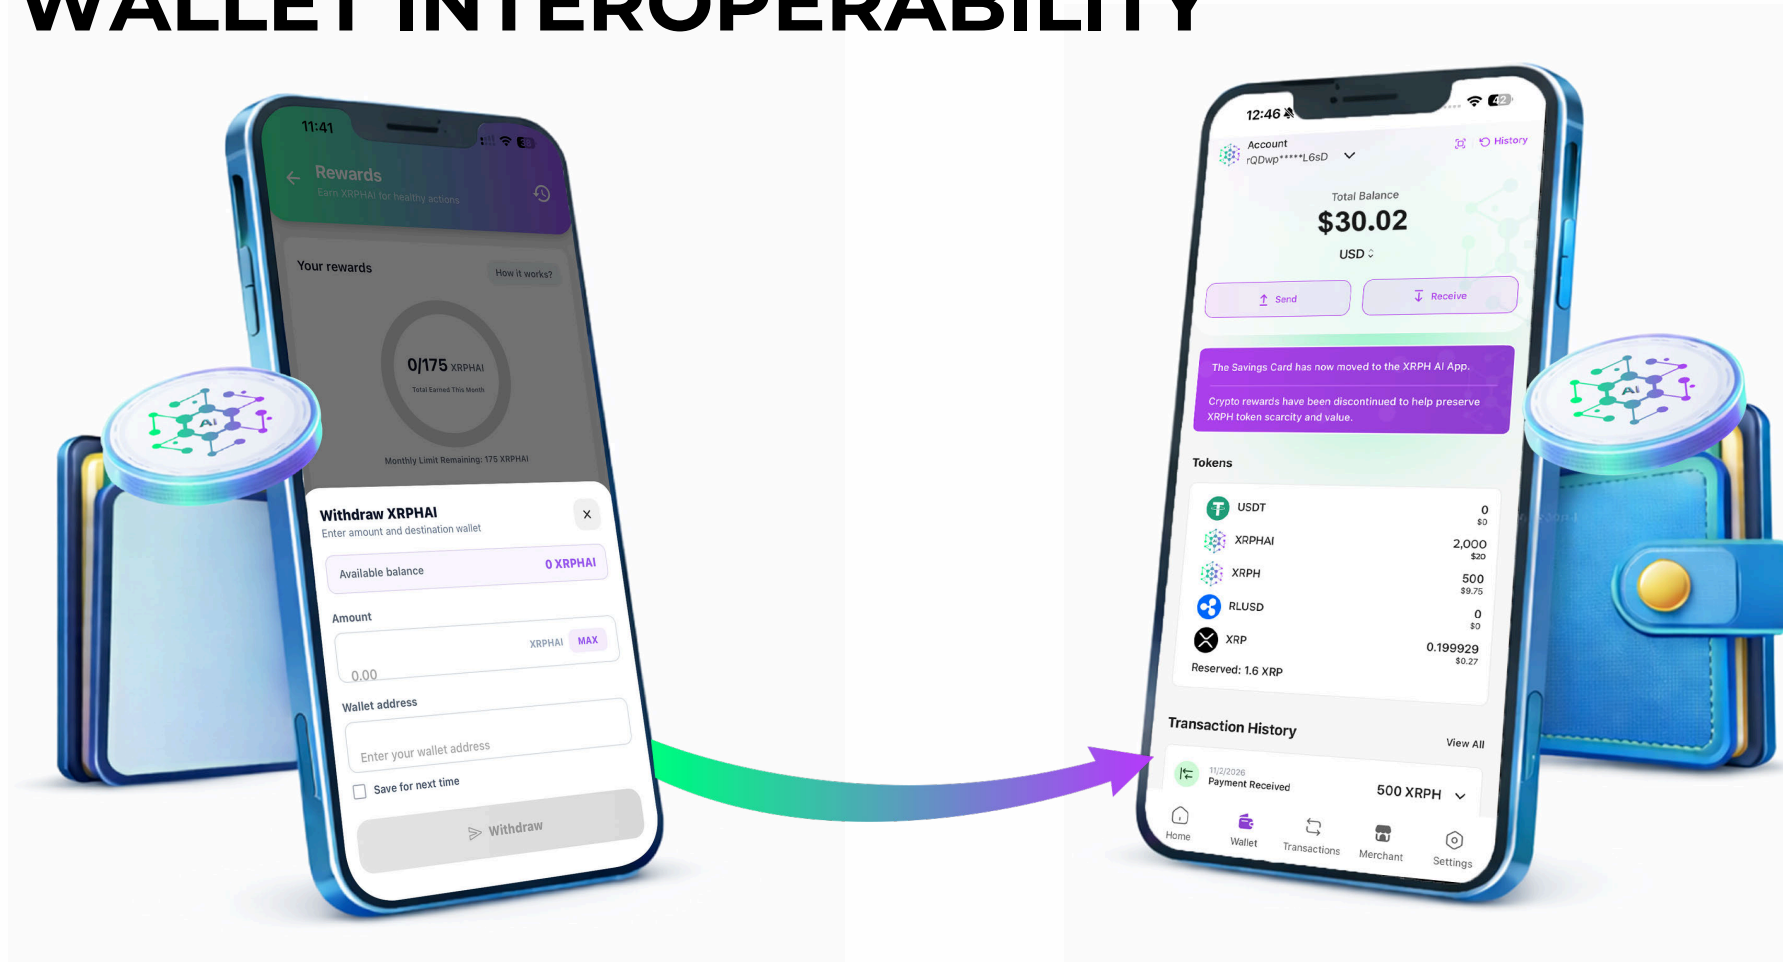 WALLET INTEROPERABILITY
11:41
Rewards
Earn XRPHAI for healthy actions
Your rewards
How it works?
0/175 XRPHAI
Total Earned This Month
Monthly Limit Remaining: 175 XRPHAI
Withdraw XRPHAI
X
Enter amount and destination wallet
Available balance
0 XRPHAI
Amount
XRPHAI
MAX
0.00
Wallet address
Enter your wallet address
Save for next time
Withdraw
AI
12:46
42
Account
rQDwp*****L6sD
History
Total Balance
$30.02
USD
Send
Receive
The Savings Card has now moved to the XRPH AI App.
Crypto rewards have been discontinued to help preserve
XRPH token scarcity and value.
Tokens
USDT
0
$0
XRPHAI
2,000
$20
XRPH
500
$9.75
RLUSD
0
$0
XRP
0.199929
$0.27
Reserved: 1.6 XRP
Transaction History
View All
11/2/2026
Payment Received
500 XRPH
Home
Wallet
Transactions
Merchant
Settings
AI